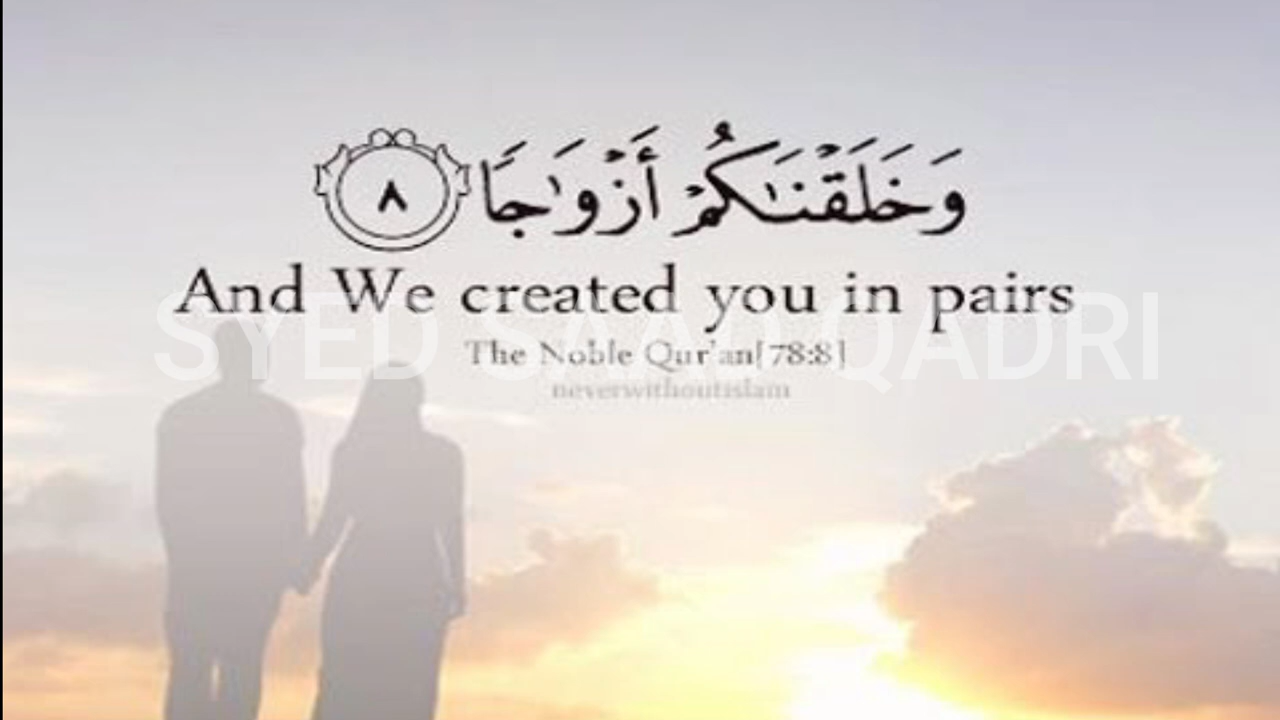 وَخَلَقْنَـٰكُمْ أَزْوَٰجًا ٨
And We created you in pairs
SYED SAAD QADRI
The Noble Qur'an[78:8]
neverwithoutislam